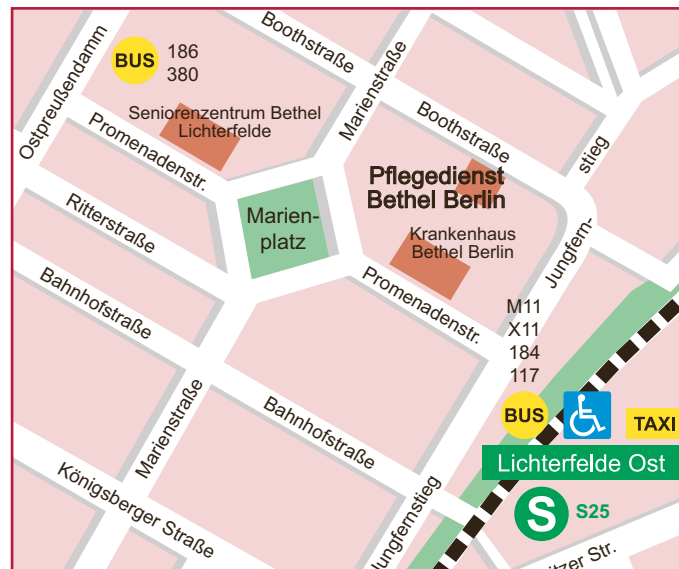 Ostpreußendamm
BUS
186
380
Boothstraße
Marienstraße
Seniorenzentrum Bethel
Lichterfelde
Promenadenstr.
Boothstraße
stieg
Pflegedienst
Bethel Berlin
Ritterstraße
Marien-
platz
Krankenhaus
Bethel Berlin
Jungfern-
Bahnhofstraße
Promenadenstr.
M11
X11
184
117
BUS
TAXI
Marienstraße
Bahnhofstraße
Lichterfelde Ost
Königsberger Straße
Jungfernstieg
S
S25
itzer Str.